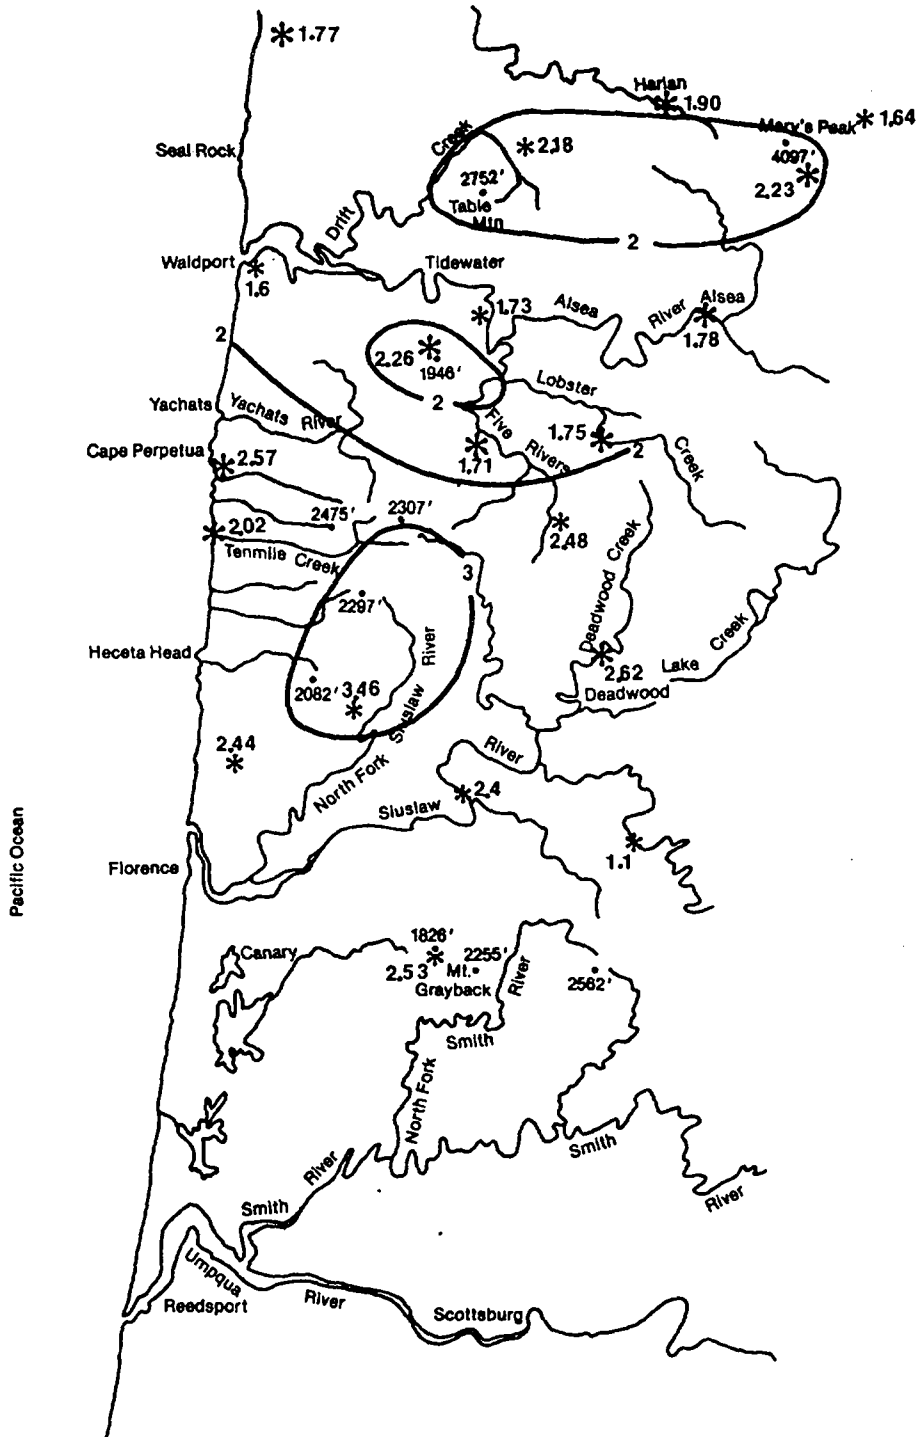 1.77
Harlan
1.90
Mary's Peak
1.64
Seal Rock
Creek
2.18
4097'
2752'
2.23
Table
Mtn
Drift
2
Waldport
Tidewater
1.6
1.73
Alsea
River
Alsea
1.78
2
2.26
1946'
Lobster
2
Yachats
Yachats
River
Five
Rivers
1.75
2
Creek
Cape Perpetua
2.57
1.71
2475'
2307'
2.02
2.48
Tenmile Creek
3
Deadwood Creek
2297'
River
Creek
Heceta Head
Lake
2.62
Deadwood
2082'
3.46
Siuslaw
2.44
River
North Fork
2.4
Siuslaw
Pacific Ocean
1.1
Florence
1826'
Canary
2255'
2.53
Mt.
Grayback
River
2562'
Smith
North Fork
Smith
River
River
Smith
Umpqua
River
Reedsport
Scottsburg